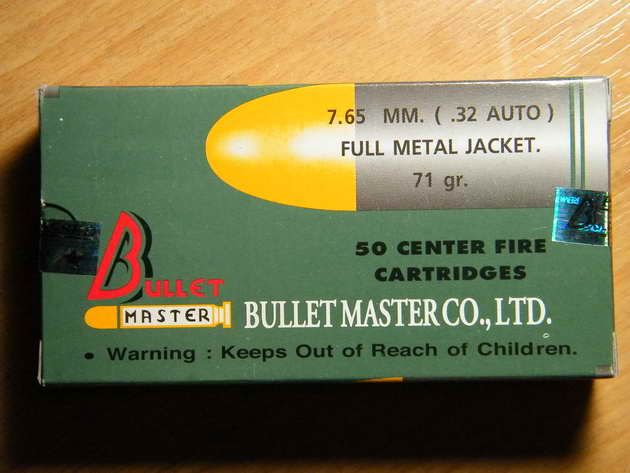 7.65 MM. ( .32 AUTO )
FULL METAL JACKET.
71 gr.
50 CENTER FIRE
CARTRIDGES
BULLET
MASTER
BULLET MASTER CO., LTD.
• Warning : Keeps Out of Reach of Children.